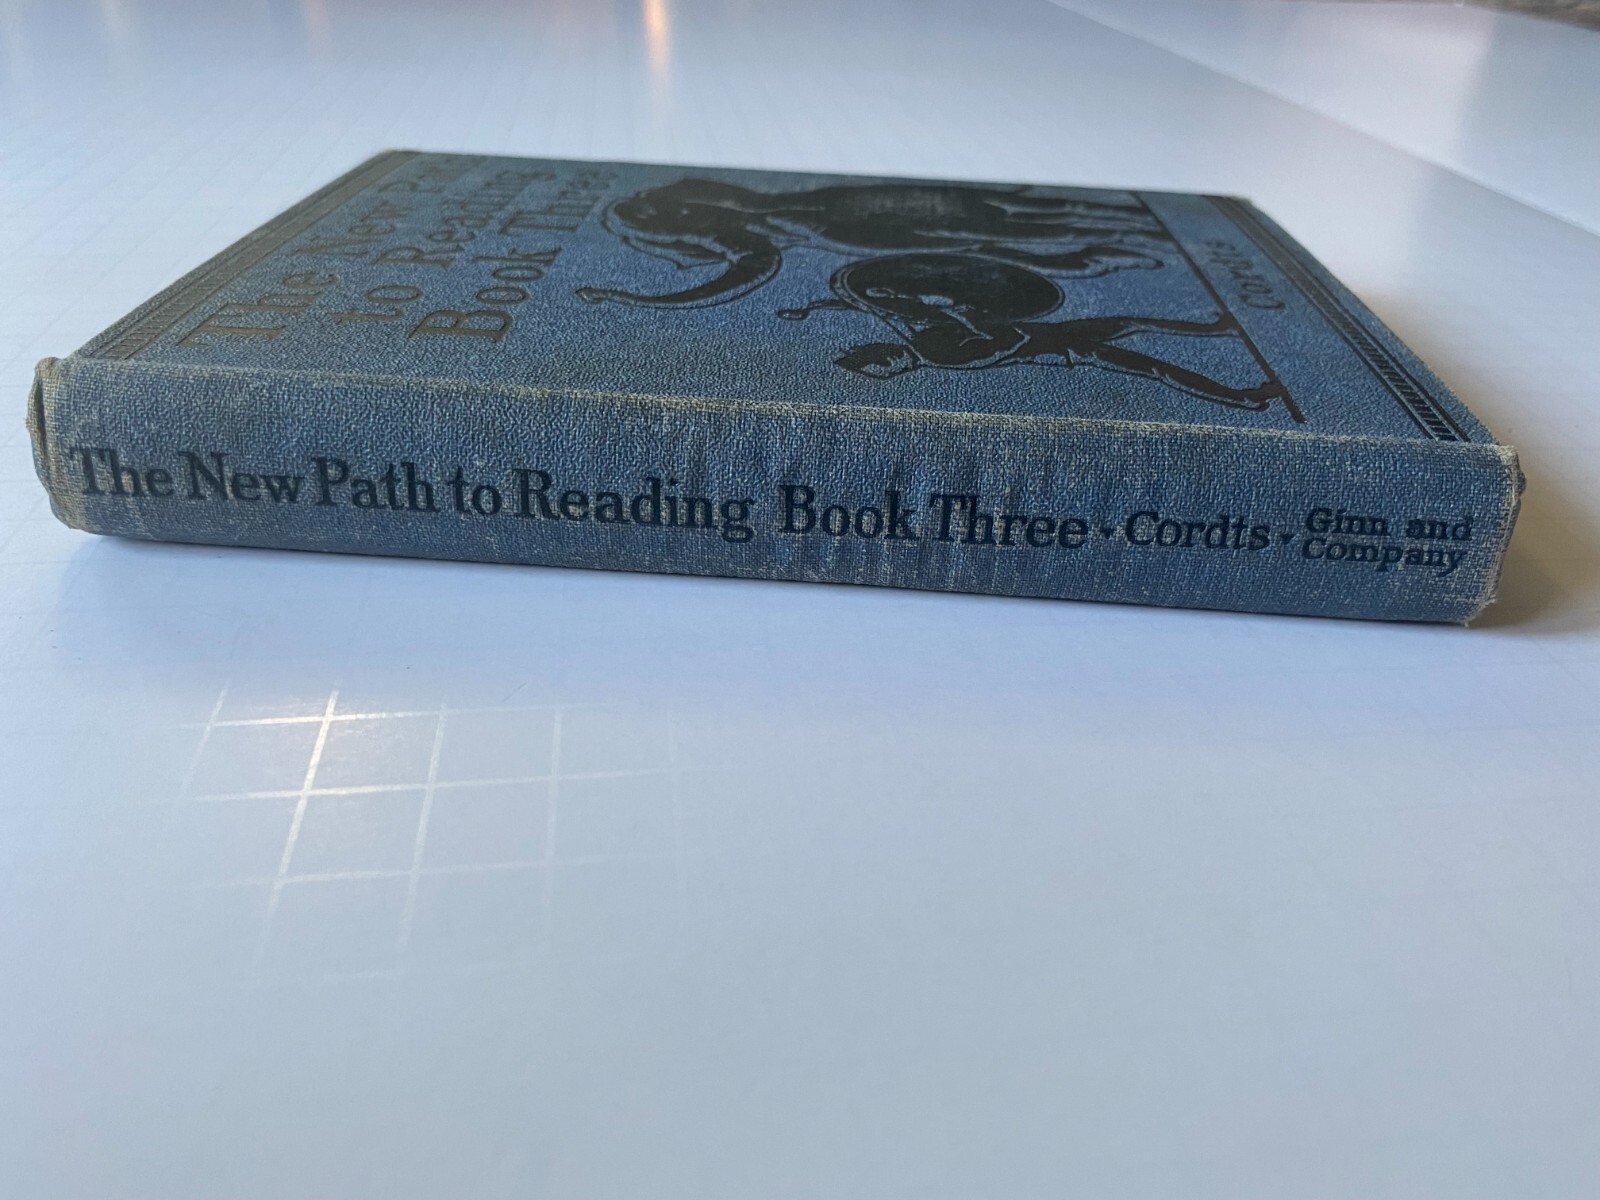 The New Path
to Reading
Book Three
Cordts
The New Path to Reading Book Three · Cordts · Ginn and
Company